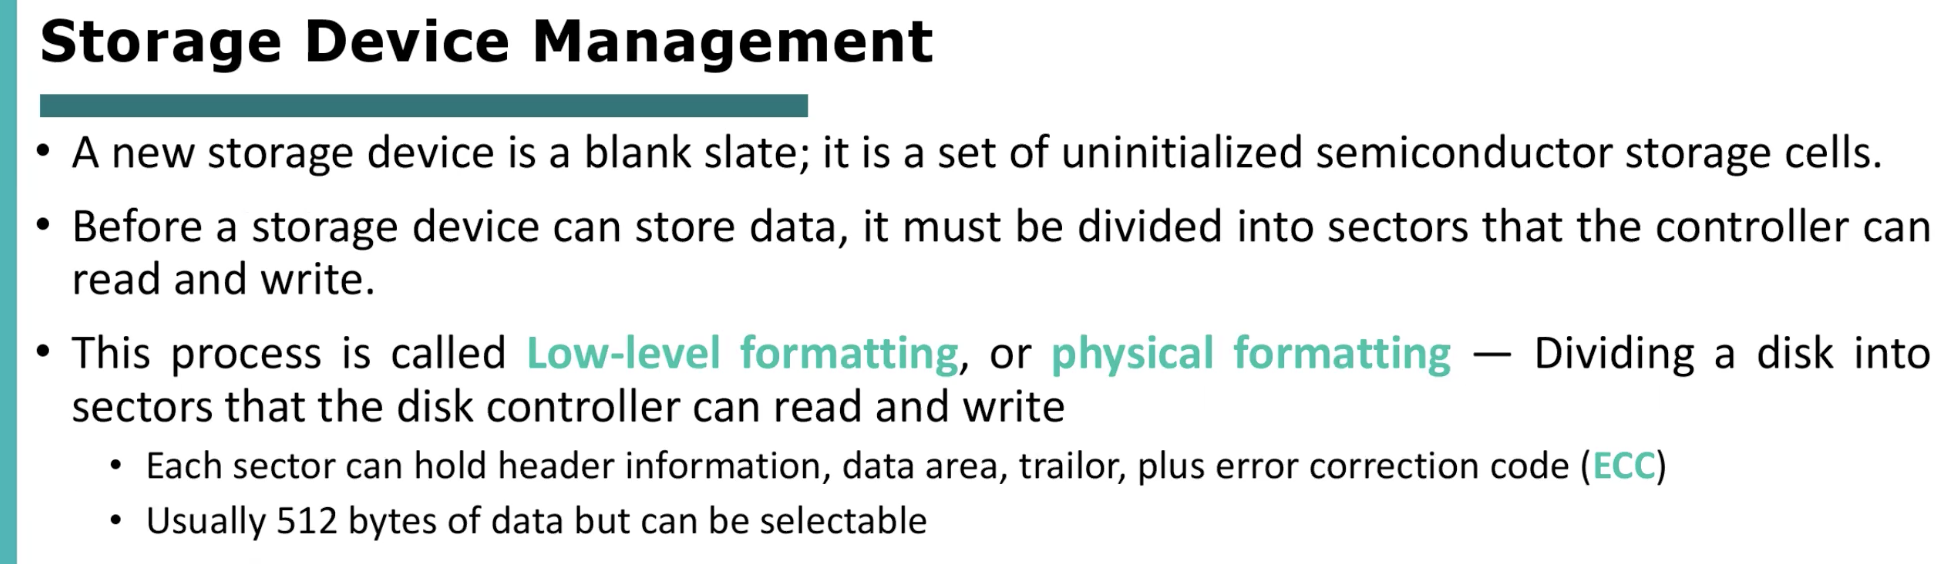 Storage Device Management
• A new storage device is a blank slate; it is a set of uninitialized semiconductor storage cells.
• Before a storage device can store data, it must be divided into sectors that the controller can
read and write.
• This process is called Low-level formatting, or physical formatting — Dividing a disk into
sectors that the disk controller can read and write
• Each sector can hold header information, data area, trailor, plus error correction code (ECC)
• Usually 512 bytes of data but can be selectable